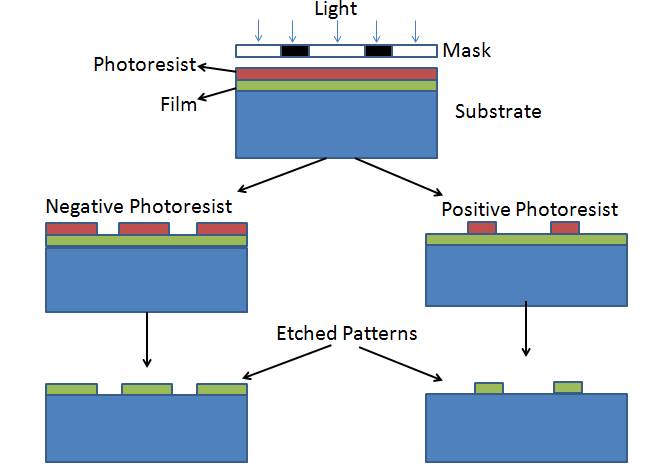 Light
Mask
Photoresist
Film
Substrate
Negative Photoresist
Positive Photoresist
Etched Patterns